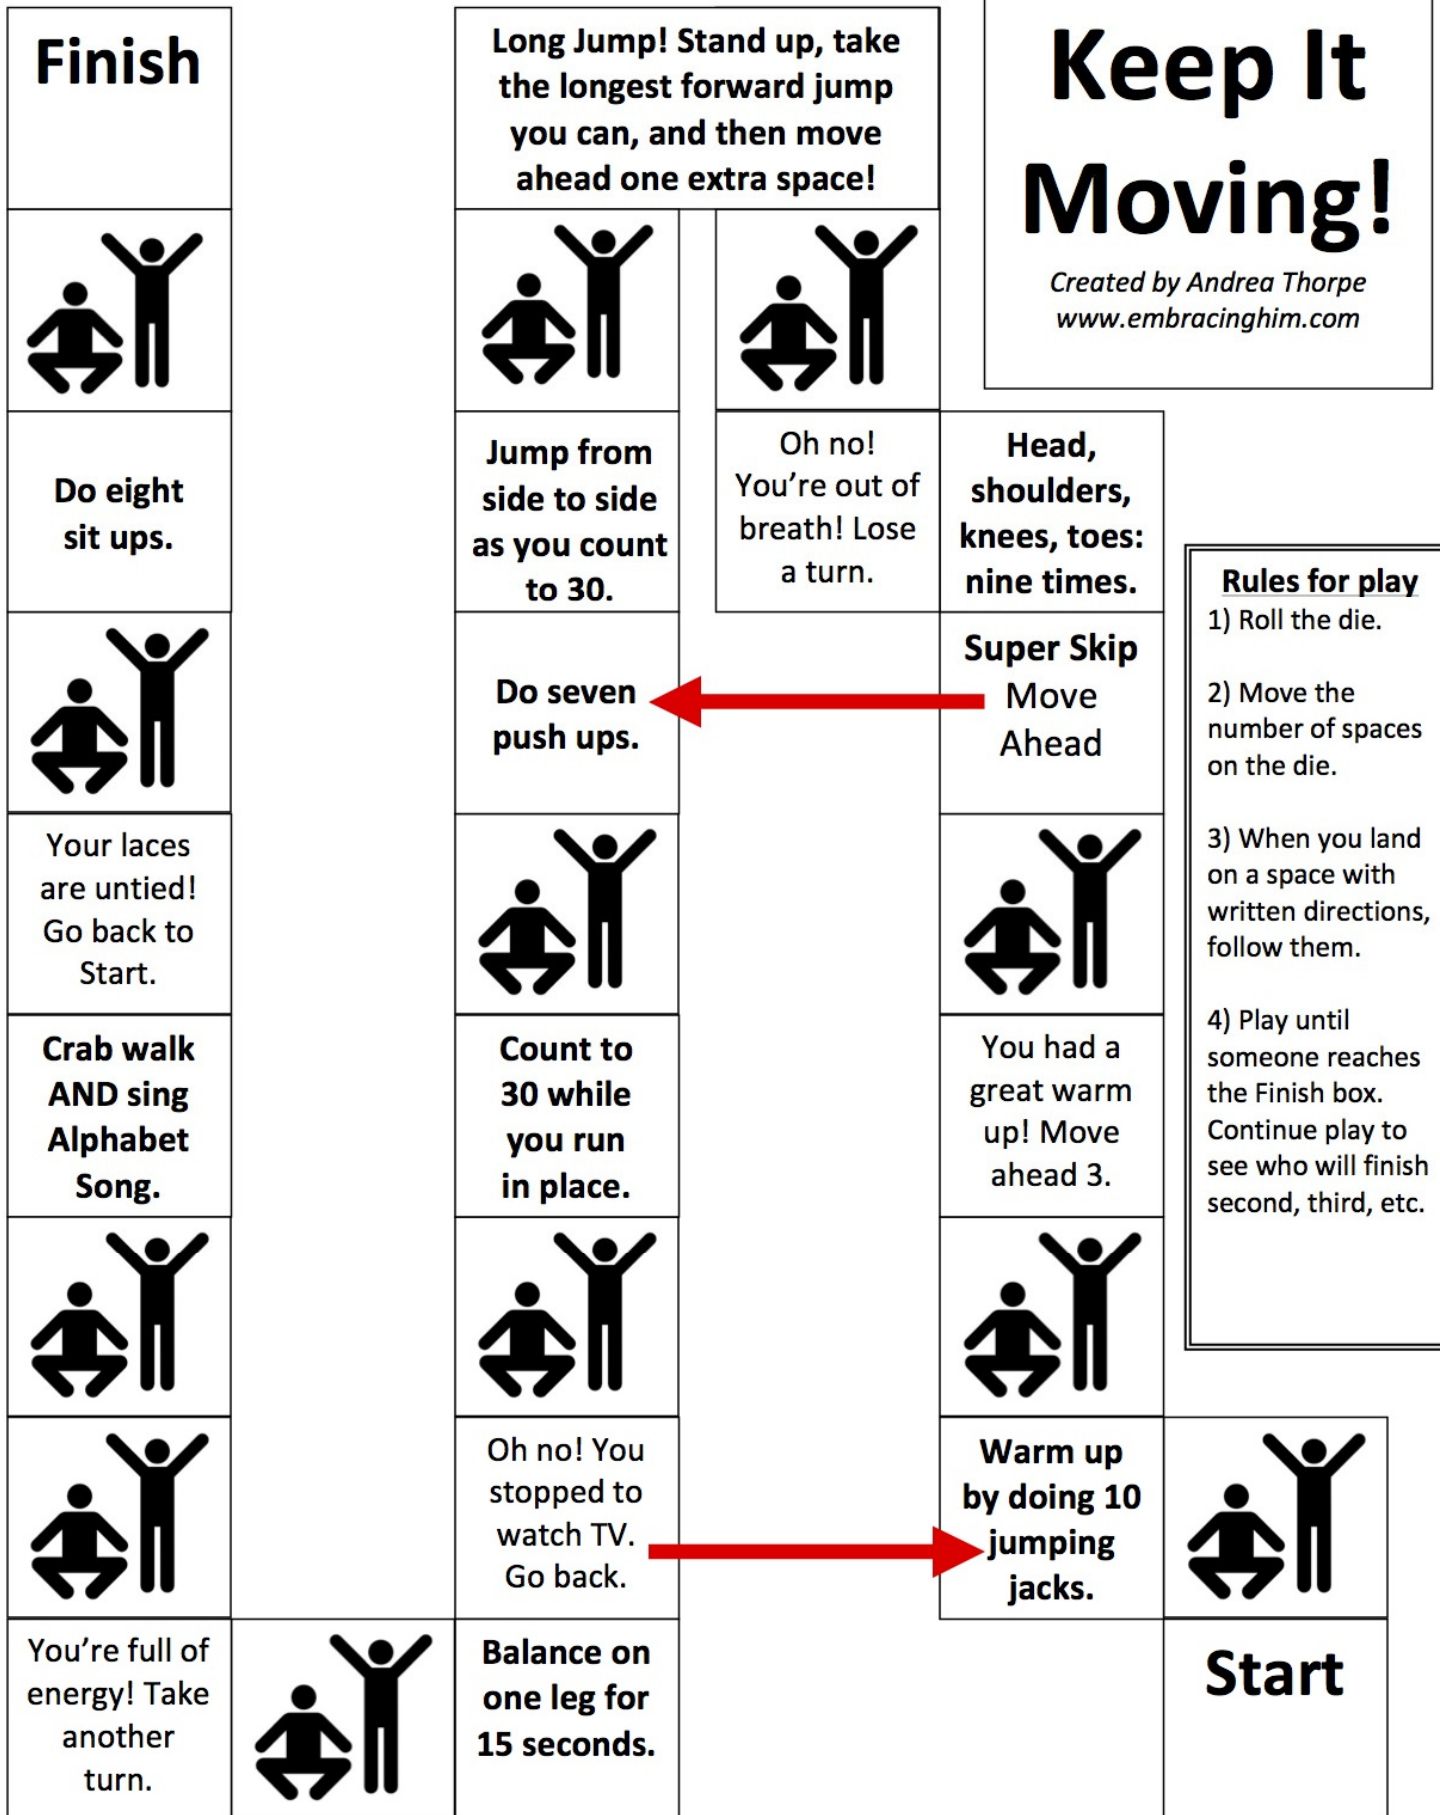 Finish
Long Jump! Stand up, take
the longest forward jump
you can, and then move
ahead one extra space!
Keep It
Moving!
Created by Andrea Thorpe
www.embracinghim.com
Do eight
sit ups.
Jump from
side to side
as you count
to 30.
Oh no!
You’re out of
breath! Lose
a turn.
Head,
shoulders,
knees, toes:
nine times.
Do seven
push ups.
Super Skip
Move
Ahead
Rules for play
1) Roll the die.
2) Move the
number of spaces
on the die.
3) When you land
on a space with
written directions,
follow them.
4) Play until
someone reaches
the Finish box.
Continue play to
see who will finish
second, third, etc.
Your laces
are untied!
Go back to
Start.
Crab walk
AND sing
Alphabet
Song.
Count to
30 while
you run
in place.
You had a
great warm
up! Move
ahead 3.
Oh no! You
stopped to
watch TV.
Go back.
Warm up
by doing 10
jumping
jacks.
You’re full of
energy! Take
another
turn.
Balance on
one leg for
15 seconds.
Start